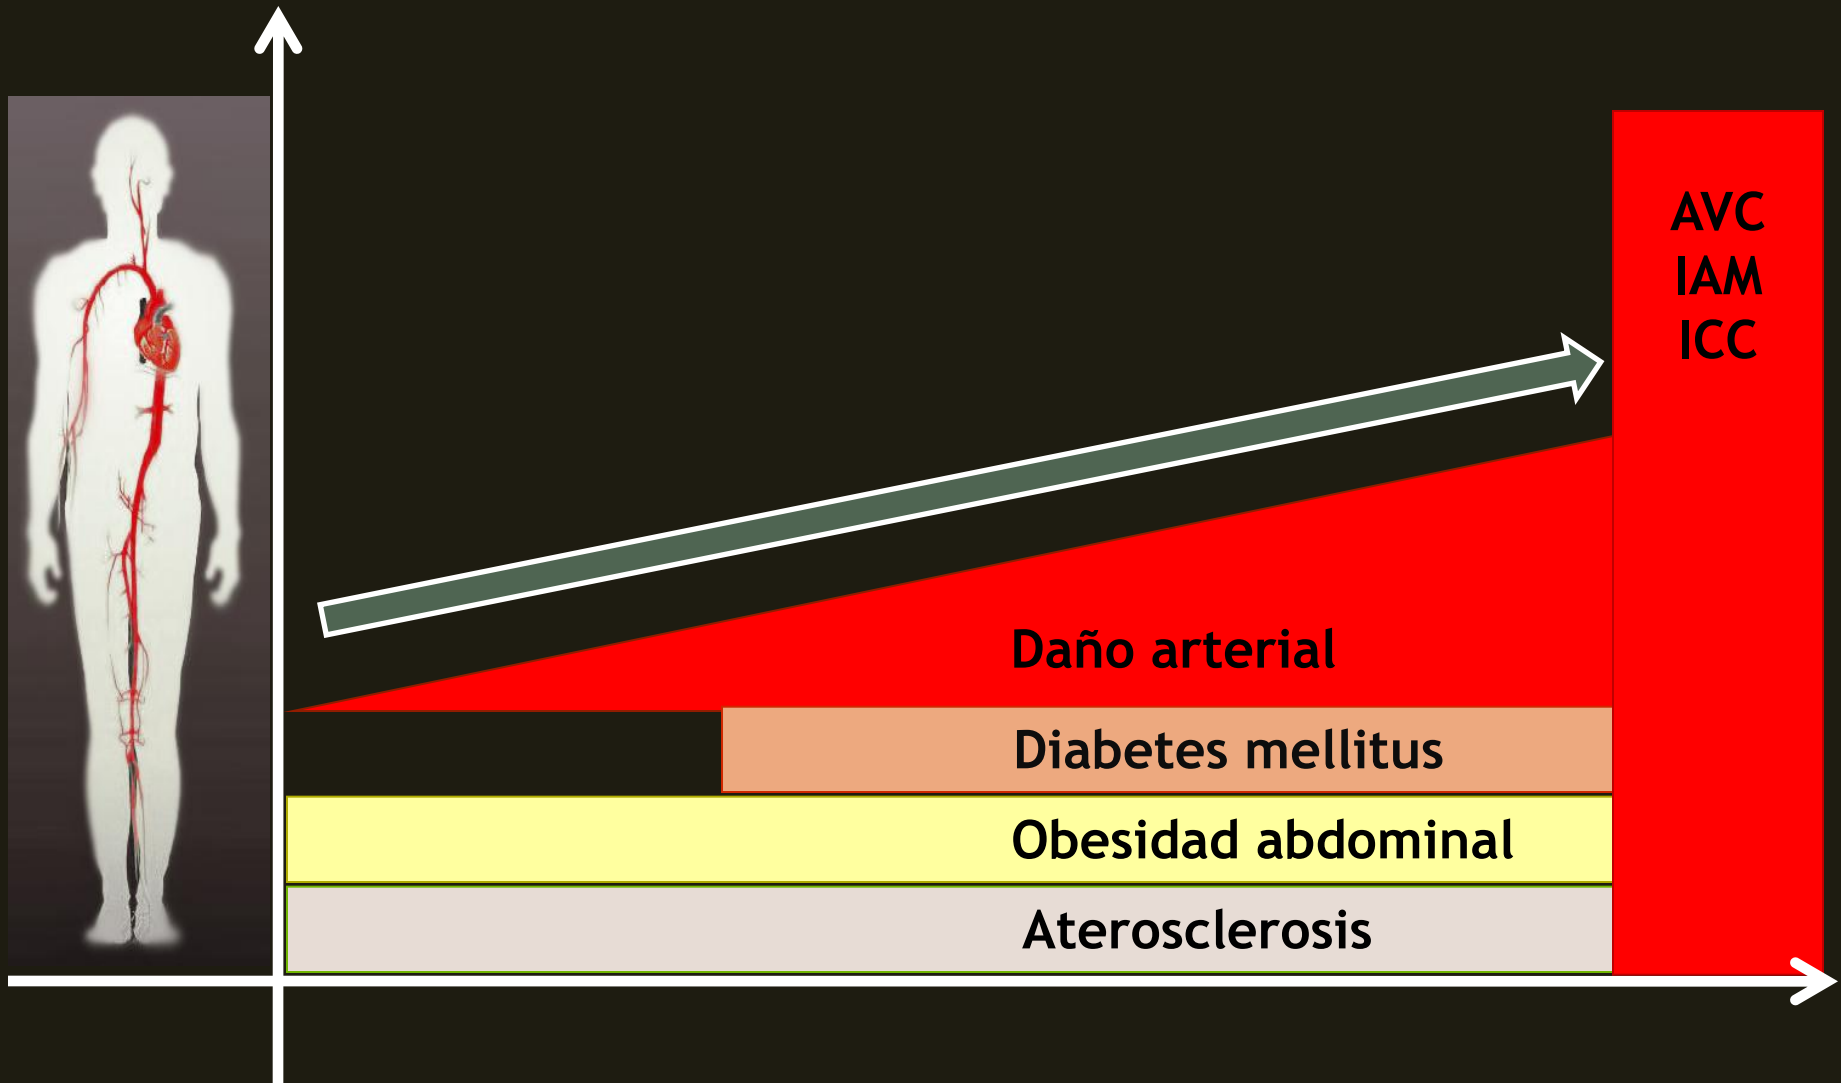 AVC
IAM
ICC
Daño arterial
Diabetes mellitus
Obesidad abdominal
Aterosclerosis